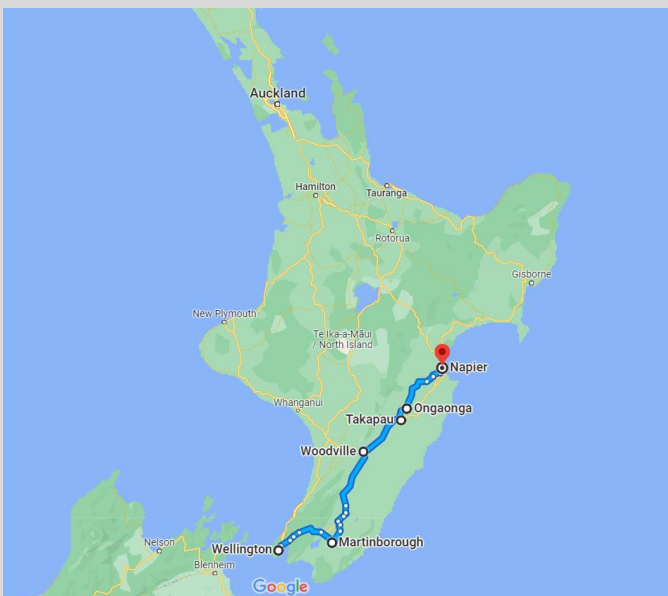 Auckland
Hamilton
Tauranga
Rotorua
Gisborne
New Plymouth
Te Ika-a-Māui
/ North Island
Napier
Whanganui
Ongaonga
Takapau
Woodville
Nelson
Wellington
Martinborough
Blenheim
Google